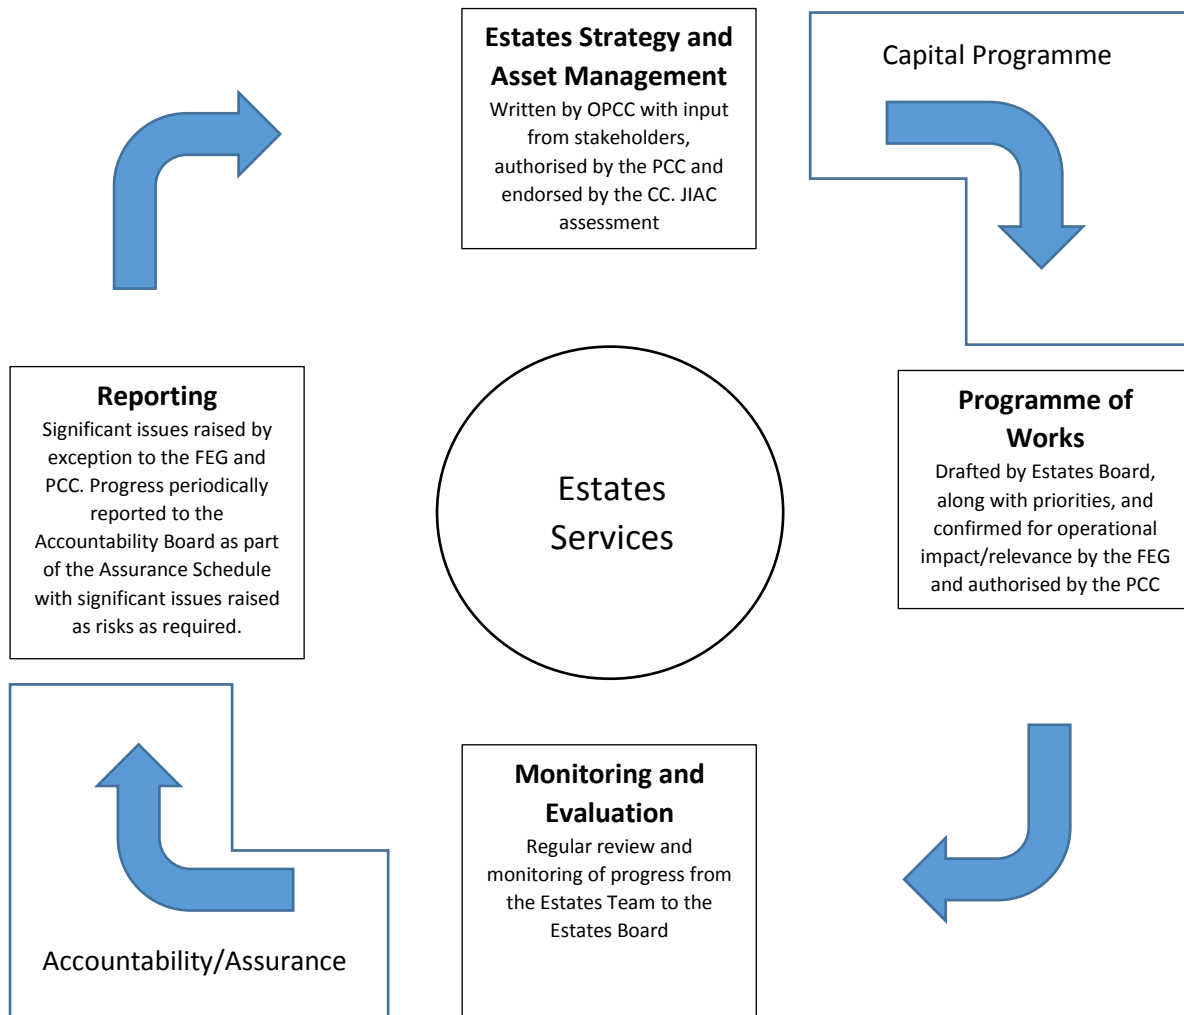 Estates Strategy and
Asset Management
Written by OPCC with input
from stakeholders,
authorised by the PCC and
endorsed by the CC. JIAC
assessment
Capital Programme
Reporting
Significant issues raised by
exception to the FEG and
PCC. Progress periodically
reported to the
Accountability Board as part
of the Assurance Schedule
with significant issues raised
as risks as required.
Estates
Services
Programme of
Works
Drafted by Estates Board,
along with priorities, and
confirmed for operational
impact/relevance by the FEG
and authorised by the PCC
Monitoring and
Evaluation
Regular review and
monitoring of progress from
the Estates Team to the
Estates Board
Accountability/Assurance